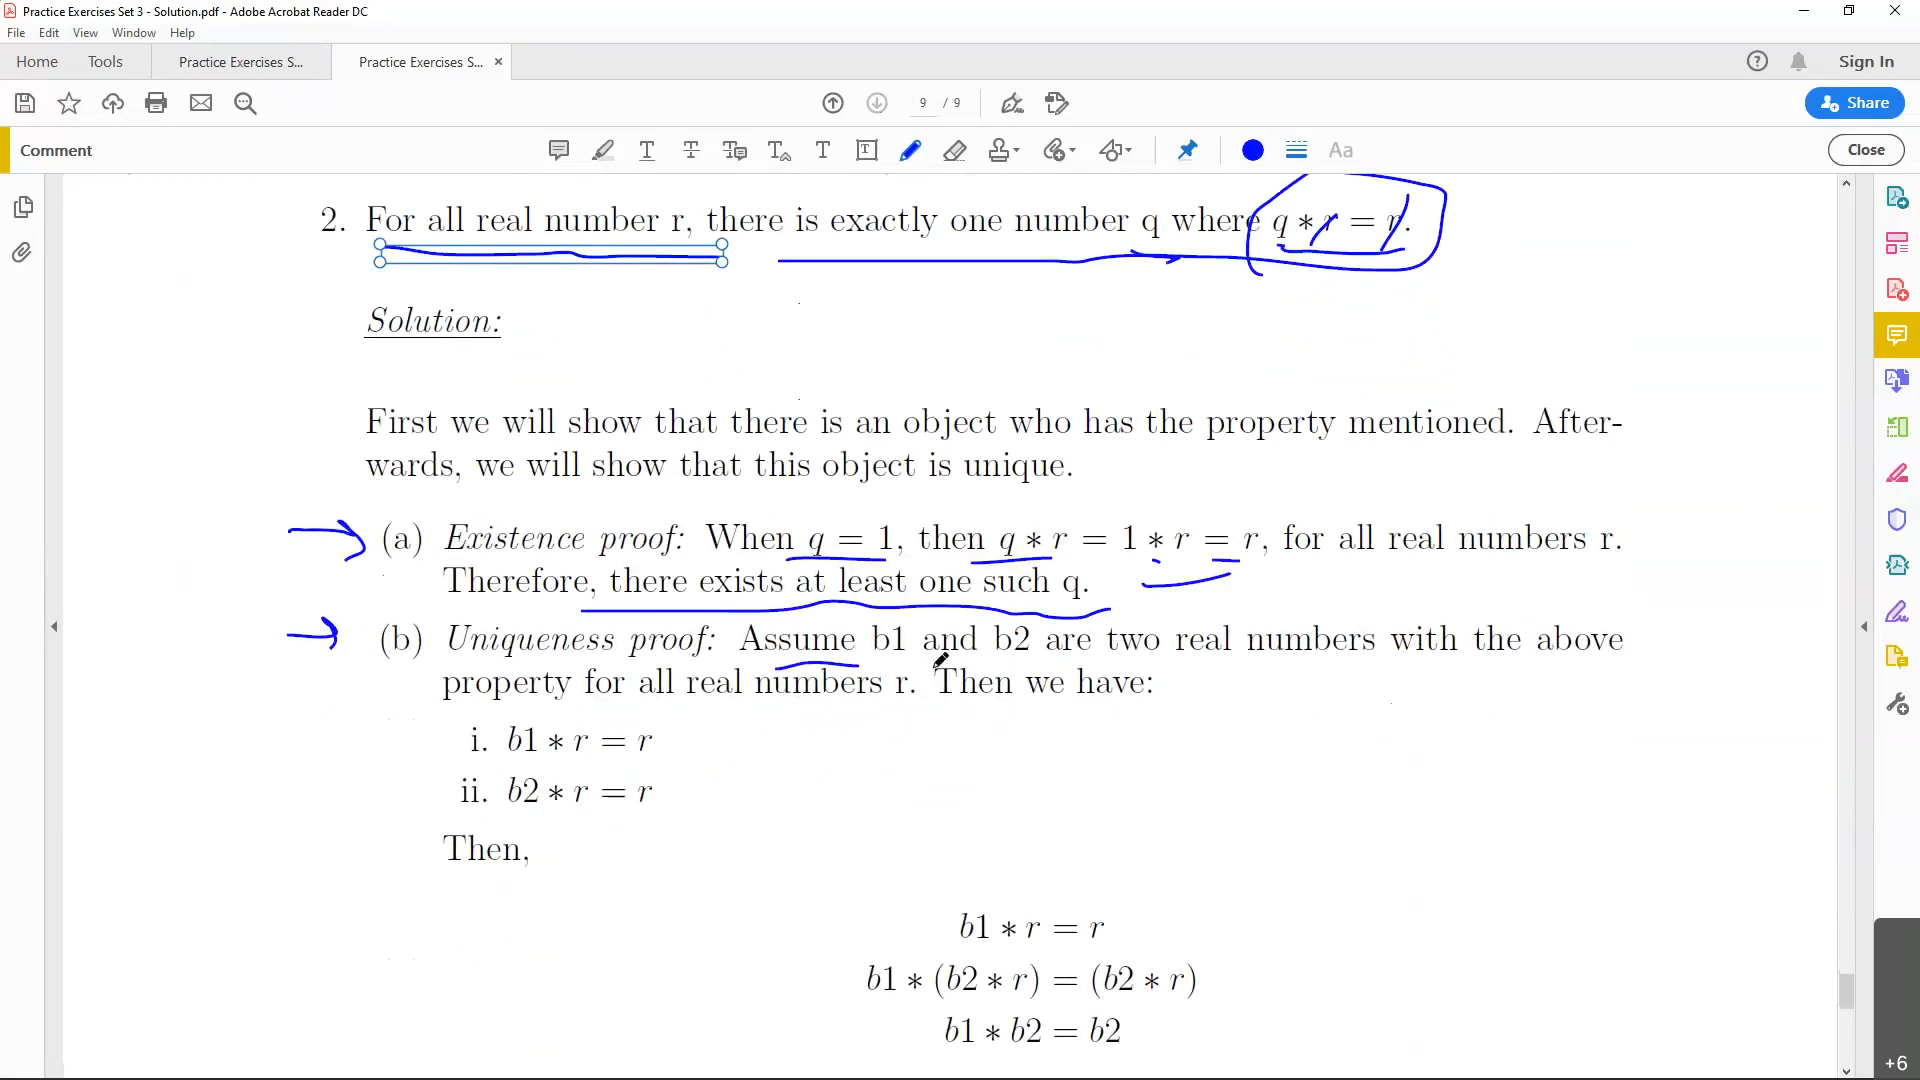 Practice Exercises Set 3 - Solution.pdf - Adobe Acrobat Reader DC
File Edit View Window Help
Home Tools Practice Exercises S... Practice Exercises S... × Sign In
9 / 9 Share
Comment Aa Close
2. For all real number r, there is exactly one number q where q ∗ r = r.
Solution:
First we will show that there is an object who has the property mentioned. After-
wards, we will show that this object is unique.
(a) Existence proof: When q = 1, then q ∗ r = 1 ∗ r = r, for all real numbers r.
Therefore, there exists at least one such q.
(b) Uniqueness proof: Assume b1 and b2 are two real numbers with the above
property for all real numbers r. Then we have:
i. b1 ∗ r = r
ii. b2 ∗ r = r
Then,
b1 ∗ r = r
b1 ∗ (b2 ∗ r) = (b2 ∗ r)
b1 ∗ b2 = b2
+6